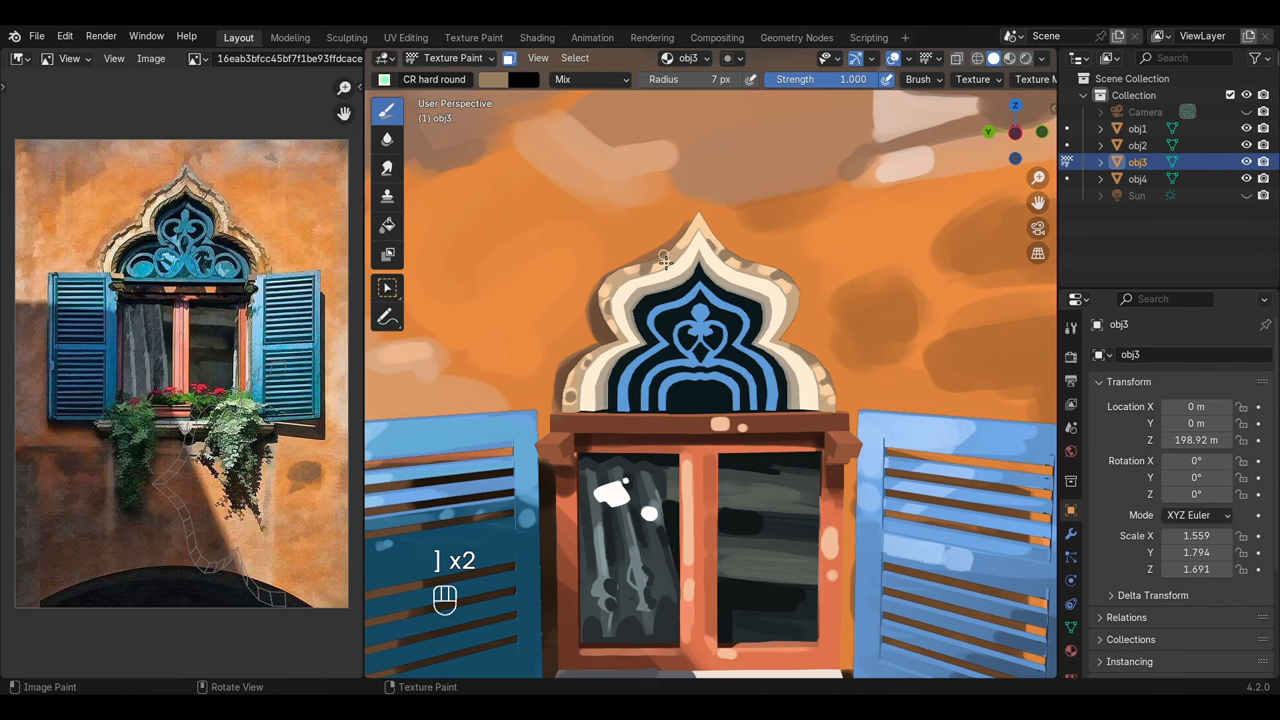 File Edit Render Window Help
Layout Modeling Sculpting UV Editing Texture Paint Shading Animation Rendering Compositing Geometry Nodes Scripting
Scene
ViewLayer
View View Image 16eab3bfcc45bf7f1be93ffdcace
Texture Paint View Select obj3
Search
CR hard round Mix Radius 7 px Strength 1.000 Brush Texture Texture M
User Perspective
(1) obj3
Z
Y
Scene Collection
Collection
Camera
obj1
obj2
obj3
obj4
Sun
Search
obj3
obj3
Transform
Location X 0 m
Y 0 m
Z 198.92 m
Rotation X 0°
Y 0°
Z 0°
Mode XYZ Euler
Scale X 1.559
Y 1.794
Z 1.691
Delta Transform
Relations
Collections
Instancing
] x2
Image Paint Rotate View Texture Paint 4.2.0